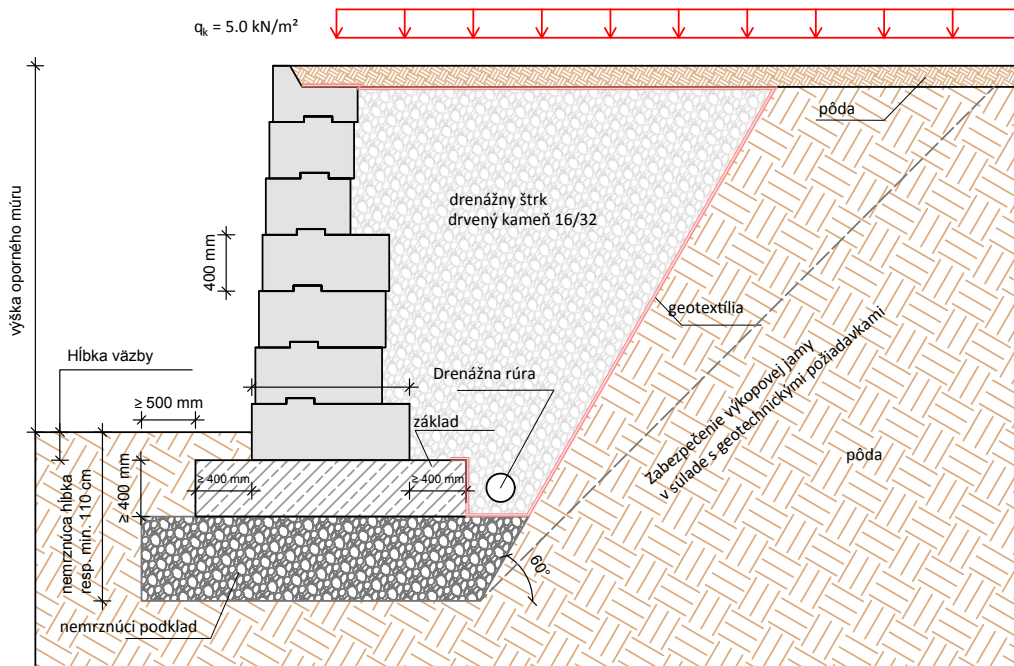 qk = 5.0 kN/m²
pôda
výška oporného múru
drenážny štrk
drvený kameň 16/32
400 mm
geotextília
Hĺbka väzby
Drenážna rúra
≥ 500 mm
základ
Zabezpečenie výkopovej jamy
v súlade s geotechnickými požiadavkami
pôda
≥ 400 mm
≥ 400 mm
≥ 400 mm
nemrznúca hĺbka
resp. min. 110 cm
60°
nemrznúci podklad